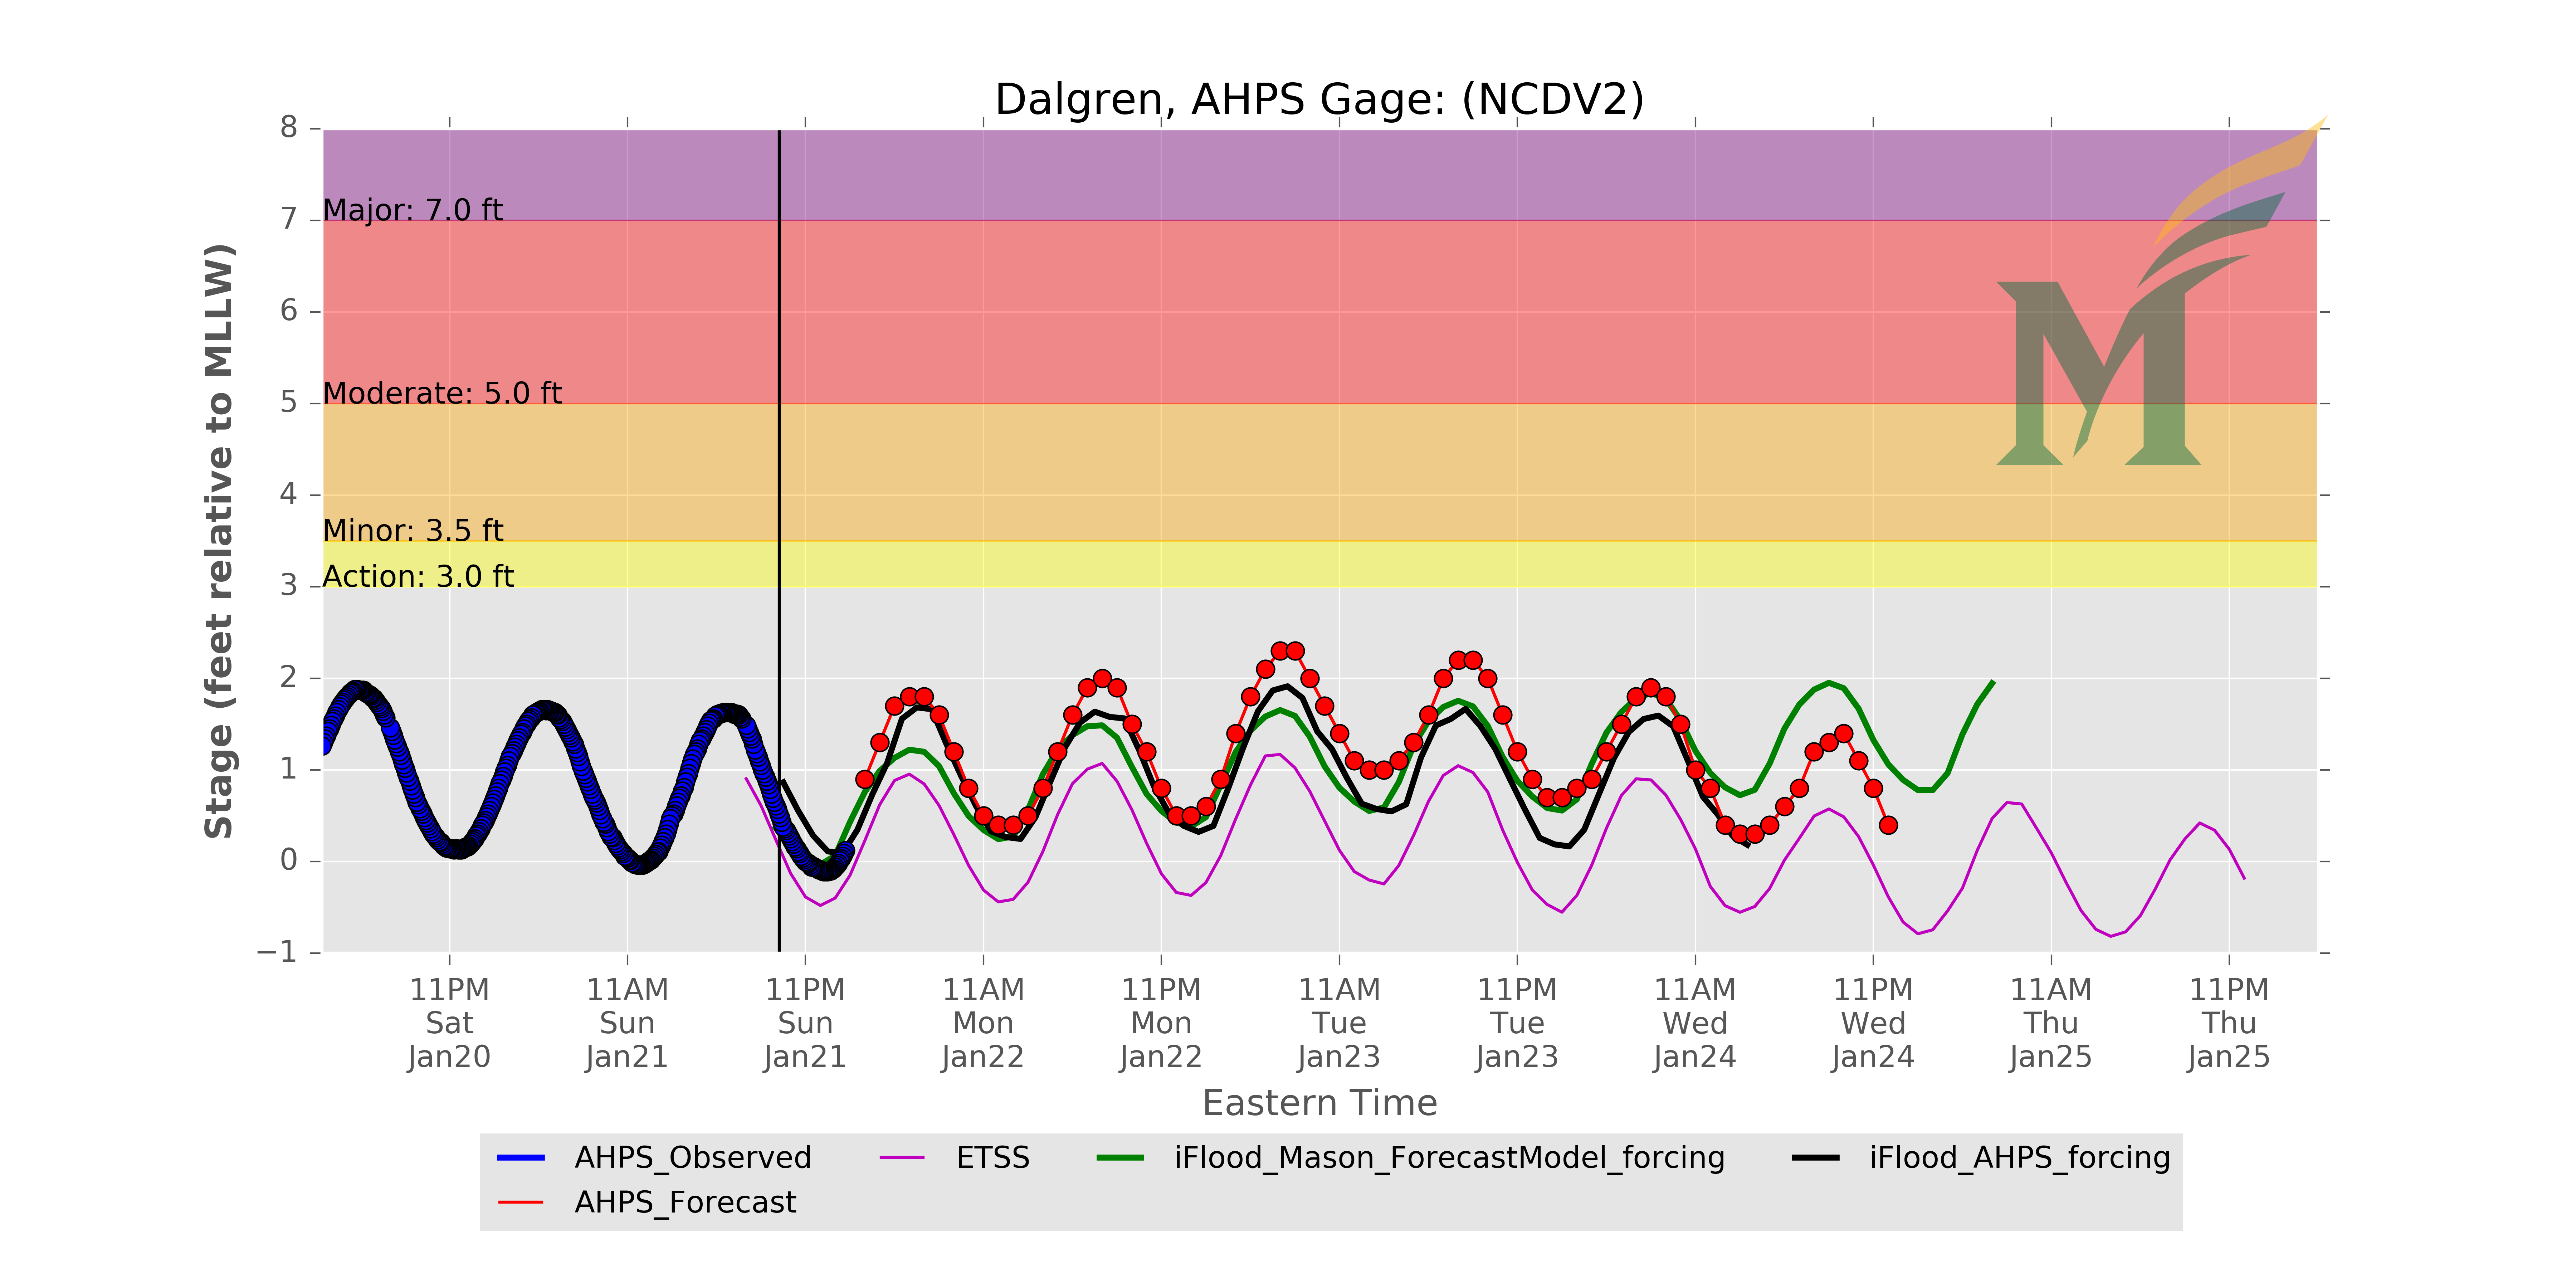 Dalgren, AHPS Gage: (NCDV2)
8
7
6
5
4
3
2
1
0
−1
Stage (feet relative to MLLW)
Major: 7.0 ft
Moderate: 5.0 ft
Minor: 3.5 ft
Action: 3.0 ft
M
11PM 11AM 11PM 11AM 11PM 11AM 11PM 11AM 11PM 11AM 11PM
Sat Sun Sun Mon Mon Tue Tue Wed Wed Thu Thu
Jan20 Jan21 Jan21 Jan22 Jan22 Jan23 Jan23 Jan24 Jan24 Jan25 Jan25
Eastern Time
AHPS_Observed ETSS iFlood_Mason_ForecastModel_forcing iFlood_AHPS_forcing
AHPS_Forecast